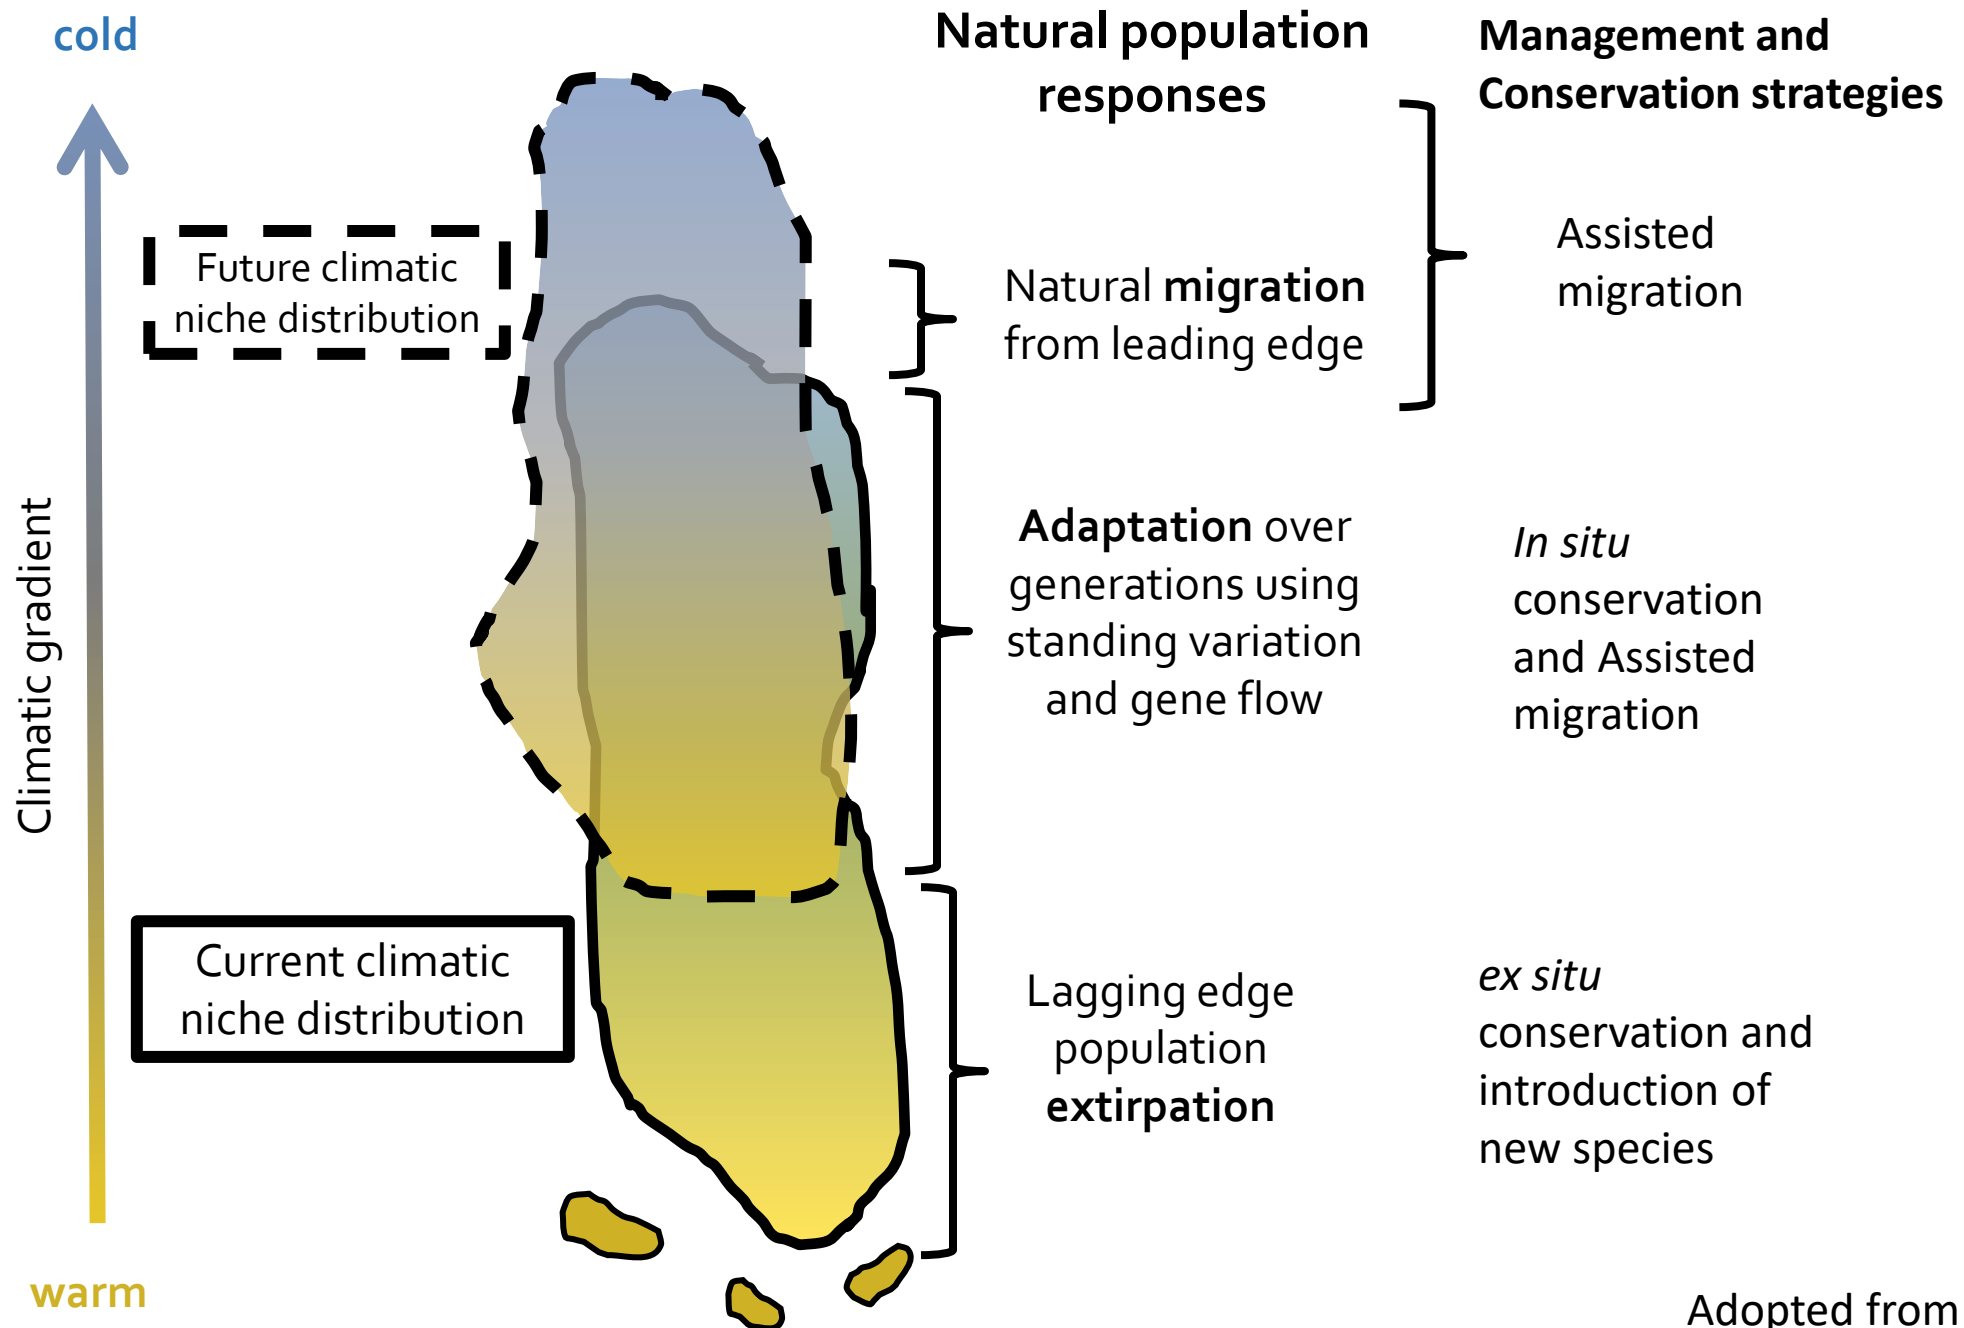 cold
Natural population
responses
Management and
Conservation strategies
Future climatic
niche distribution
Natural migration
from leading edge
Assisted
migration
Climatic gradient
Adaptation over
generations using
standing variation
and gene flow
In situ
conservation
and Assisted
migration
Current climatic
niche distribution
Lagging edge
population
extirpation
ex situ
conservation and
introduction of
new species
warm
Adopted from